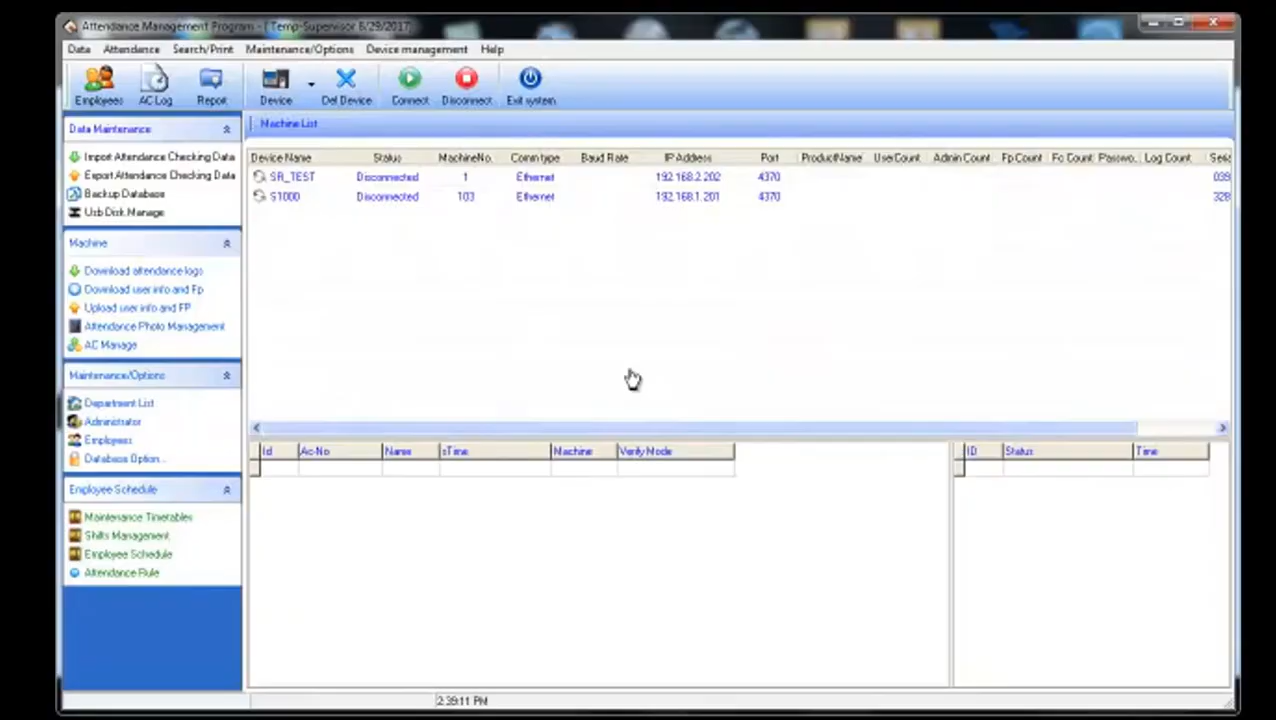 Attendance Management Program - [ Temp-Supervisor 8/29/2017]
Data Attendance Search/Print Maintenance/Options Device management Help
Employees AC Log Report Device Del Device Connect Disconnect Exit system
Data Maintenance
Import Attendance Checking Data
Export Attendance Checking Data
Backup Database
Usb Disk Manage
Machine
Download attendance logs
Download user info and Fp
Upload user info and FP
Attendance Photo Management
AC Manage
Maintenance/Options
Department List
Administrator
Employees
Database Option...
Employee Schedule
Maintenance Timetables
Shifts Management
Employee Schedule
Attendance Rule
Machine List
Device Name Status MachineNo. Comm type Baud Rate IP Address Port ProductName UseCount Admin Count Fp Count Fc Count Passwo... Log Count Seria
SR_TEST Disconnected 1 Ethernet 192.168.2.202 4370 039
S1000 Disconnected 103 Ethernet 192.168.1.201 4370 328
Id Ac-No Name sTime Machine Verify Mode
ID Status Time
2:39:11 PM